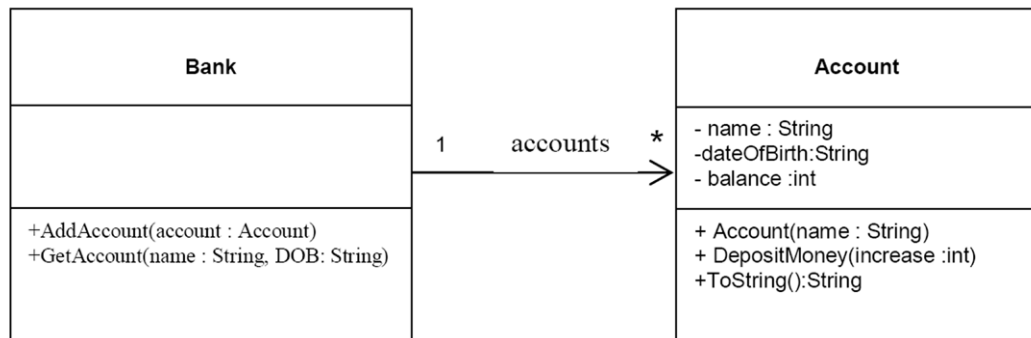 Bank
+AddAccount(account : Account)
+GetAccount(name : String, DOB: String)
1 accounts *
Account
- name : String
-dateOfBirth:String
- balance :int
+ Account(name : String)
+ DepositMoney(increase :int)
+ToString():String